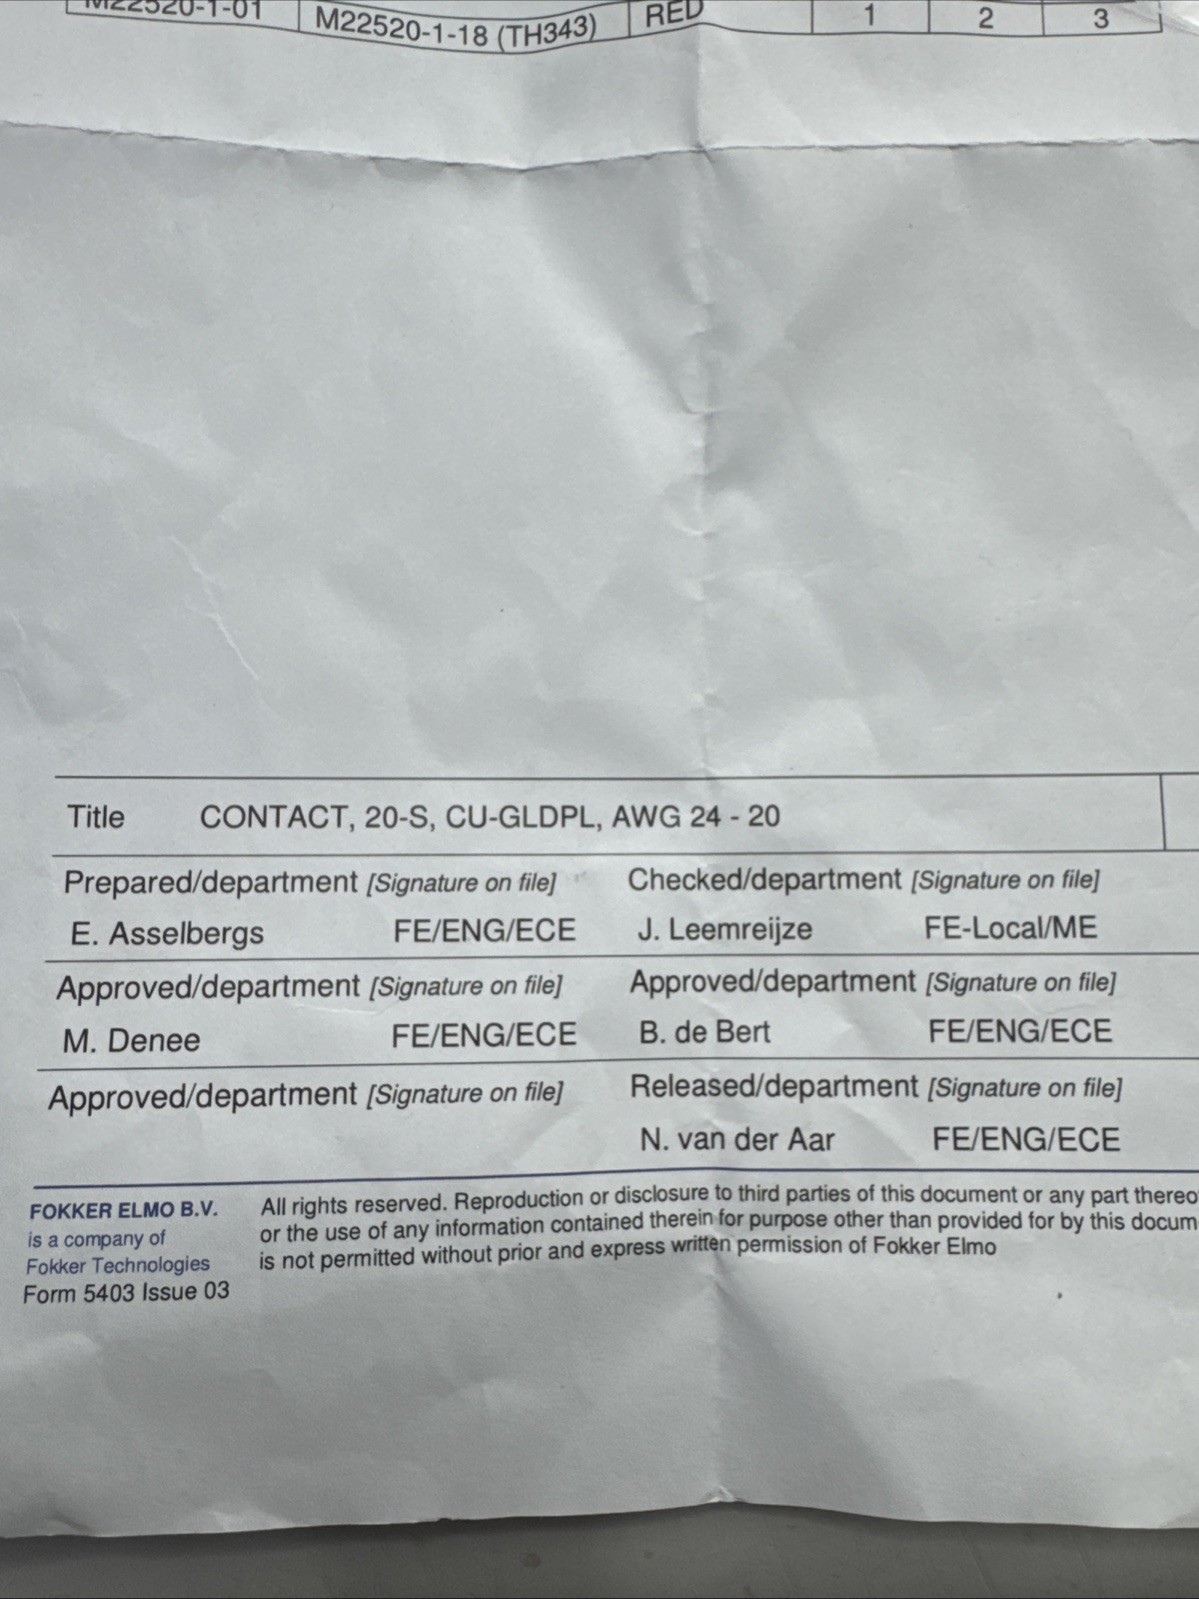 M22520-1-01 M22520-1-18 (TH343) RED 1 2 3
Title CONTACT, 20-S, CU-GLDPL, AWG 24 - 20
Prepared/department [Signature on file] Checked/department [Signature on file]
E. Asselbergs FE/ENG/ECE J. Leemreijze FE-Local/ME
Approved/department [Signature on file] Approved/department [Signature on file]
M. Denee FE/ENG/ECE B. de Bert FE/ENG/ECE
Approved/department [Signature on file] Released/department [Signature on file]
N. van der Aar FE/ENG/ECE
FOKKER ELMO B.V.
is a company of
Fokker Technologies
Form 5403 Issue 03
All rights reserved. Reproduction or disclosure to third parties of this document or any part thereo
or the use of any information contained therein for purpose other than provided for by this docum
is not permitted without prior and express written permission of Fokker Elmo